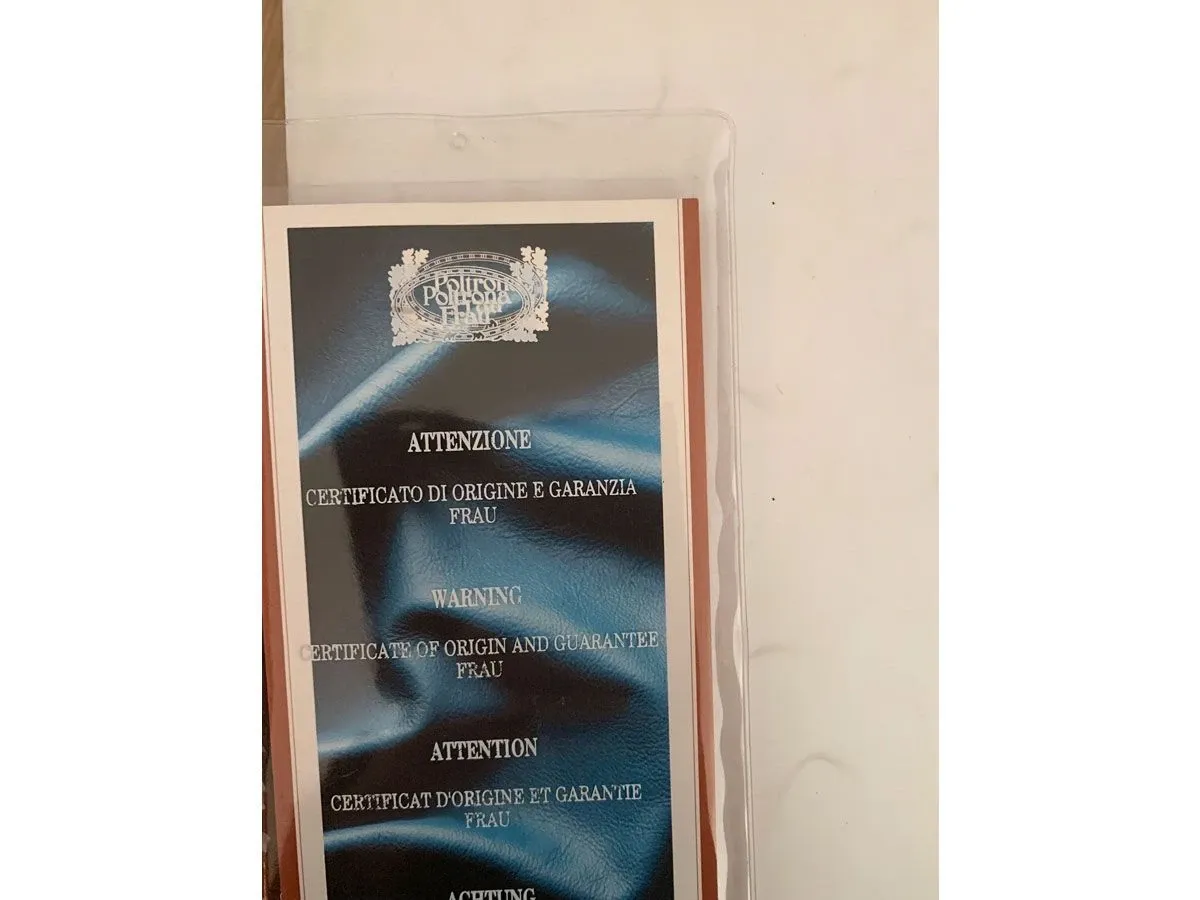 Poltrona
Frau
ATTENZIONE
CERTIFICATO DI ORIGINE E GARANZIA
FRAU
WARNING
CERTIFICATE OF ORIGIN AND GUARANTEE
FRAU
ATTENTION
CERTIFICAT D'ORIGINE ET GARANTIE
FRAU
ACHTUNG